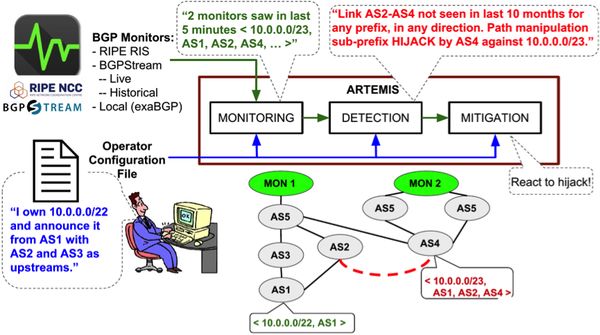 BGP Monitors:
- RIPE RIS
- BGPStream
-- Live
-- Historical
- Local (exaBGP)
RIPE NCC
BGPSTREAM
"2 monitors saw in last
5 minutes < 10.0.0.0/23,
AS1, AS2, AS4, ... >"
"Link AS2-AS4 not seen in last 10 months for
any prefix, in any direction. Path manipulation
sub-prefix HIJACK by AS4 against 10.0.0.0/23."
ARTEMIS
MONITORING
DETECTION
MITIGATION
Operator
Configuration
File
React to hijack!
"I own 10.0.0.0/22
and announce it
from AS1 with
AS2 and AS3 as
upstreams."
MON 1
MON 2
AS5
AS5
AS5
AS2
AS4
AS3
AS1
< 10.0.0.0/23,
AS1, AS2, AS4 >
< 10.0.0.0/22, AS1 >